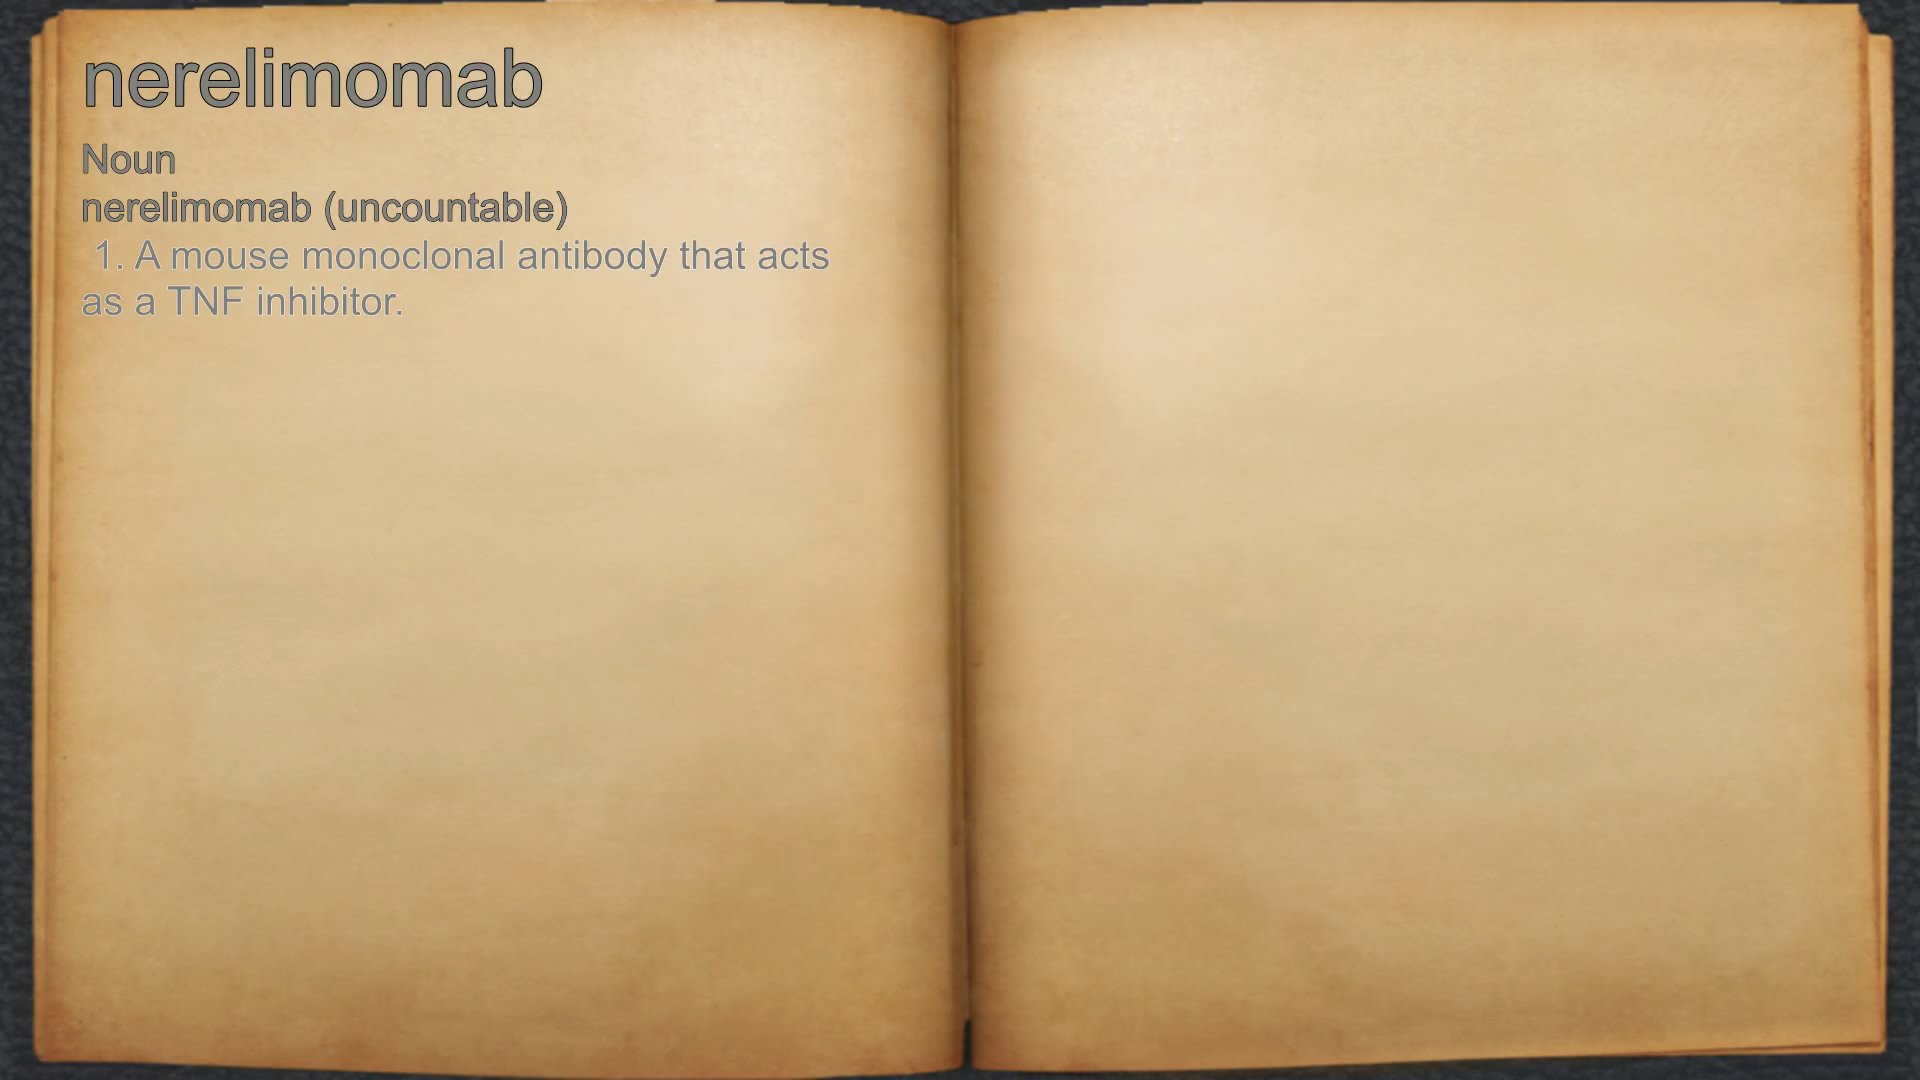 nerelimomab
Noun
nerelimomab (uncountable)
1. A mouse monoclonal antibody that acts
as a TNF inhibitor.